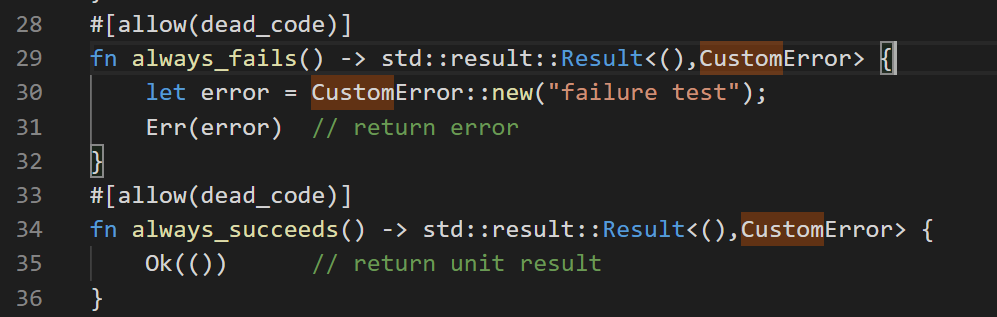 28 #[allow(dead_code)]
29 fn always_fails() -> std::result::Result<(),CustomError> {
30     let error = CustomError::new("failure test");
31     Err(error)  // return error
32 }
33 #[allow(dead_code)]
34 fn always_succeeds() -> std::result::Result<(),CustomError> {
35     Ok(())      // return unit result
36 }